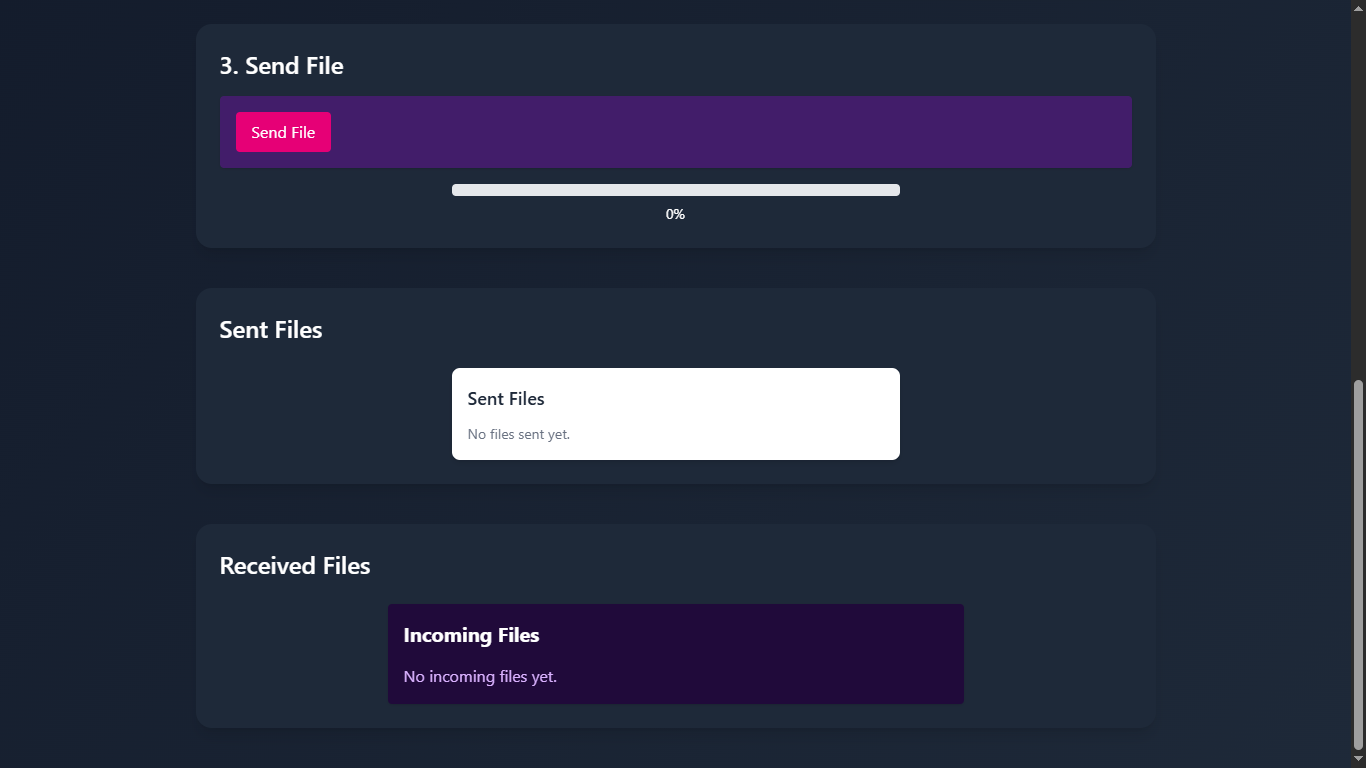 3. Send File
Send File
0%
Sent Files
Sent Files
No files sent yet.
Received Files
Incoming Files
No incoming files yet.